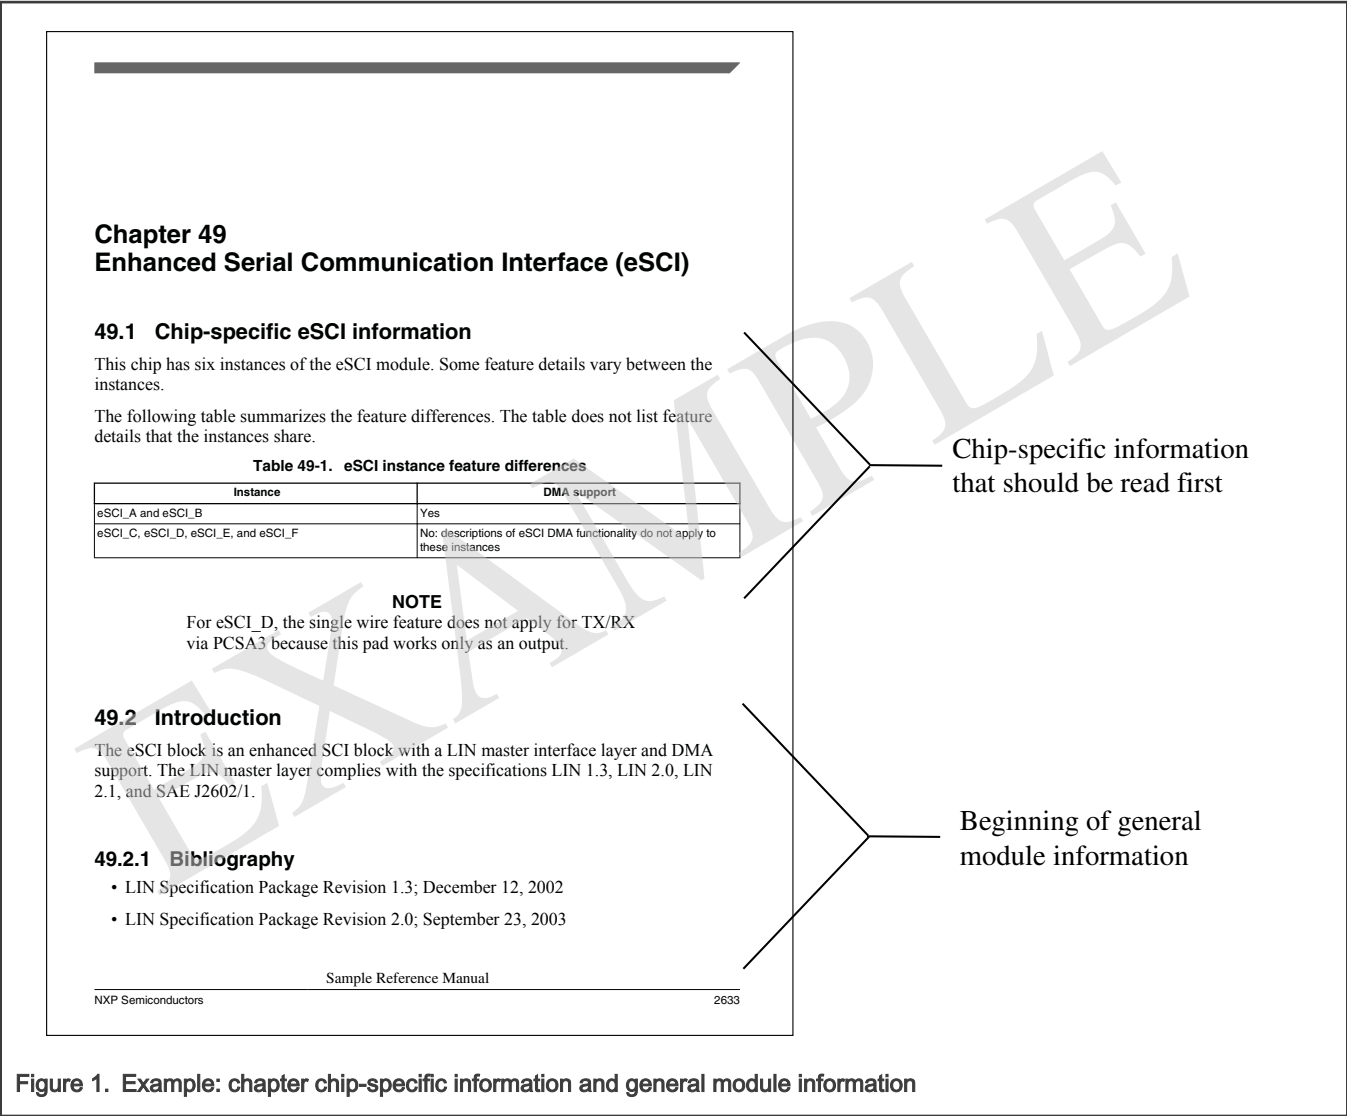 Chapter 49
Enhanced Serial Communication Interface (eSCI)
49.1 Chip-specific eSCI information
This chip has six instances of the eSCI module. Some feature details vary between the
instances.
The following table summarizes the feature differences. The table does not list feature
details that the instances share.
Table 49-1. eSCI instance feature differences
Instance DMA support
eSCI_A and eSCI_B Yes
eSCI_C, eSCI_D, eSCI_E, and eSCI_F No: descriptions of eSCI DMA functionality do not apply to
these instances
NOTE
For eSCI_D, the single wire feature does not apply for TX/RX
via PCSA3 because this pad works only as an output.
49.2 Introduction
The eSCI block is an enhanced SCI block with a LIN master interface layer and DMA
support. The LIN master layer complies with the specifications LIN 1.3, LIN 2.0, LIN
2.1, and SAE J2602/1.
49.2.1 Bibliography
• LIN Specification Package Revision 1.3; December 12, 2002
• LIN Specification Package Revision 2.0; September 23, 2003
Sample Reference Manual
NXP Semiconductors 2633
EXAMPLE
Chip-specific information
that should be read first
Beginning of general
module information
Figure 1. Example: chapter chip-specific information and general module information